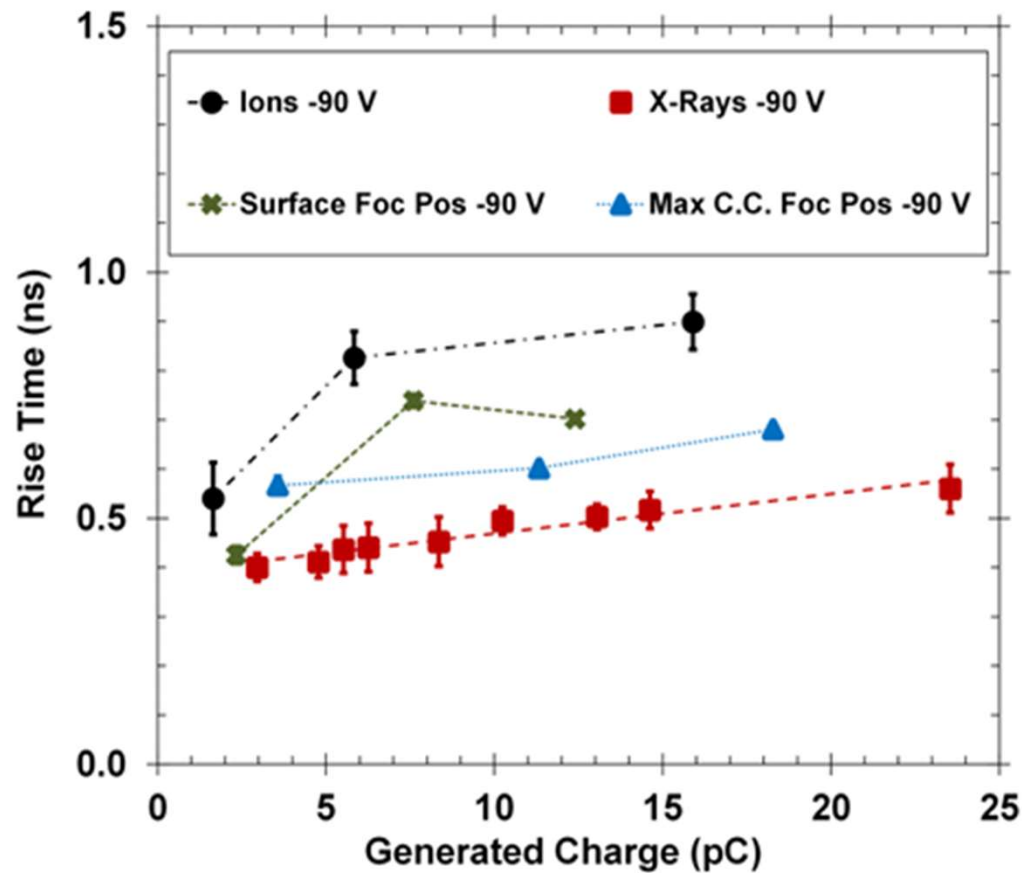 1.5
Ions -90 V
X-Rays -90 V
Surface Foc Pos -90 V
Max C.C. Foc Pos -90 V
1.0
0.5
0.0
Rise Time (ns)
0 5 10 15 20 25
Generated Charge (pC)